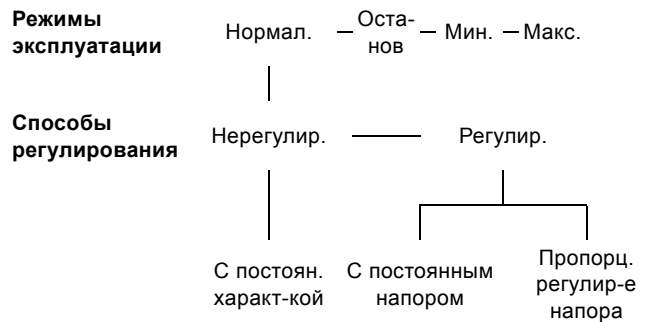 Режимы
эксплуатации
Нормал.
Оста-
нов
Мин.
Макс.
Способы
регулирования
Нерегулир.
Регулир.
С постоян.
характ-кой
С постоянным
напором
Пропорц.
регулир-е
напора